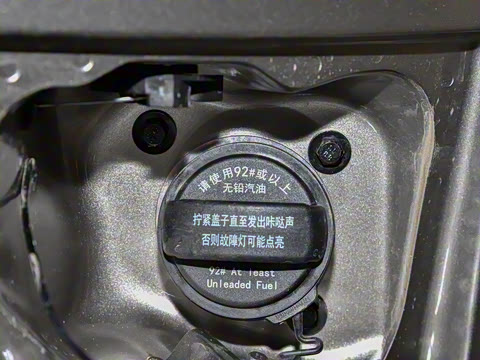 请使用92#或以上
无铅汽油
拧紧盖子直至发出咔哒声
否则故障灯可能点亮
92# At least
Unleaded Fuel